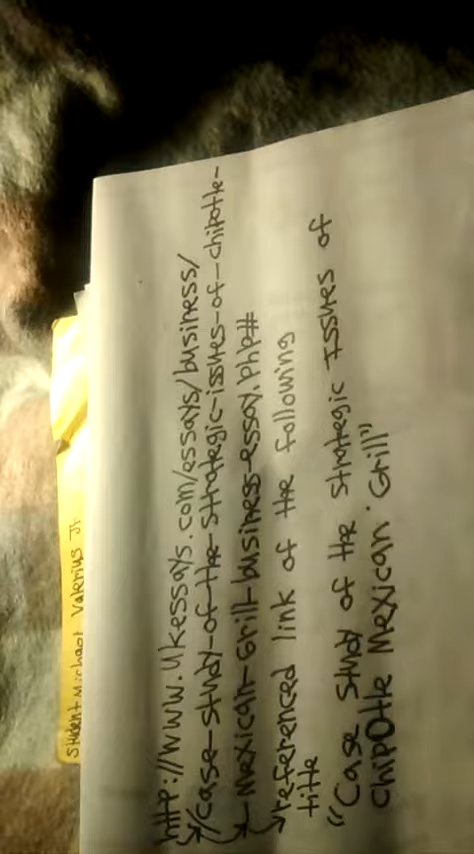 http://www.ukessays.com/essays/business/
case-study-of-the-strategic-issues-of-chipotle-
mexican-grill-business-essay.php#
referenced link of the following
title
"Case Study of the Strategic Issues of
Chipotle Mexican Grill"
Student Michael Valerius Jr.